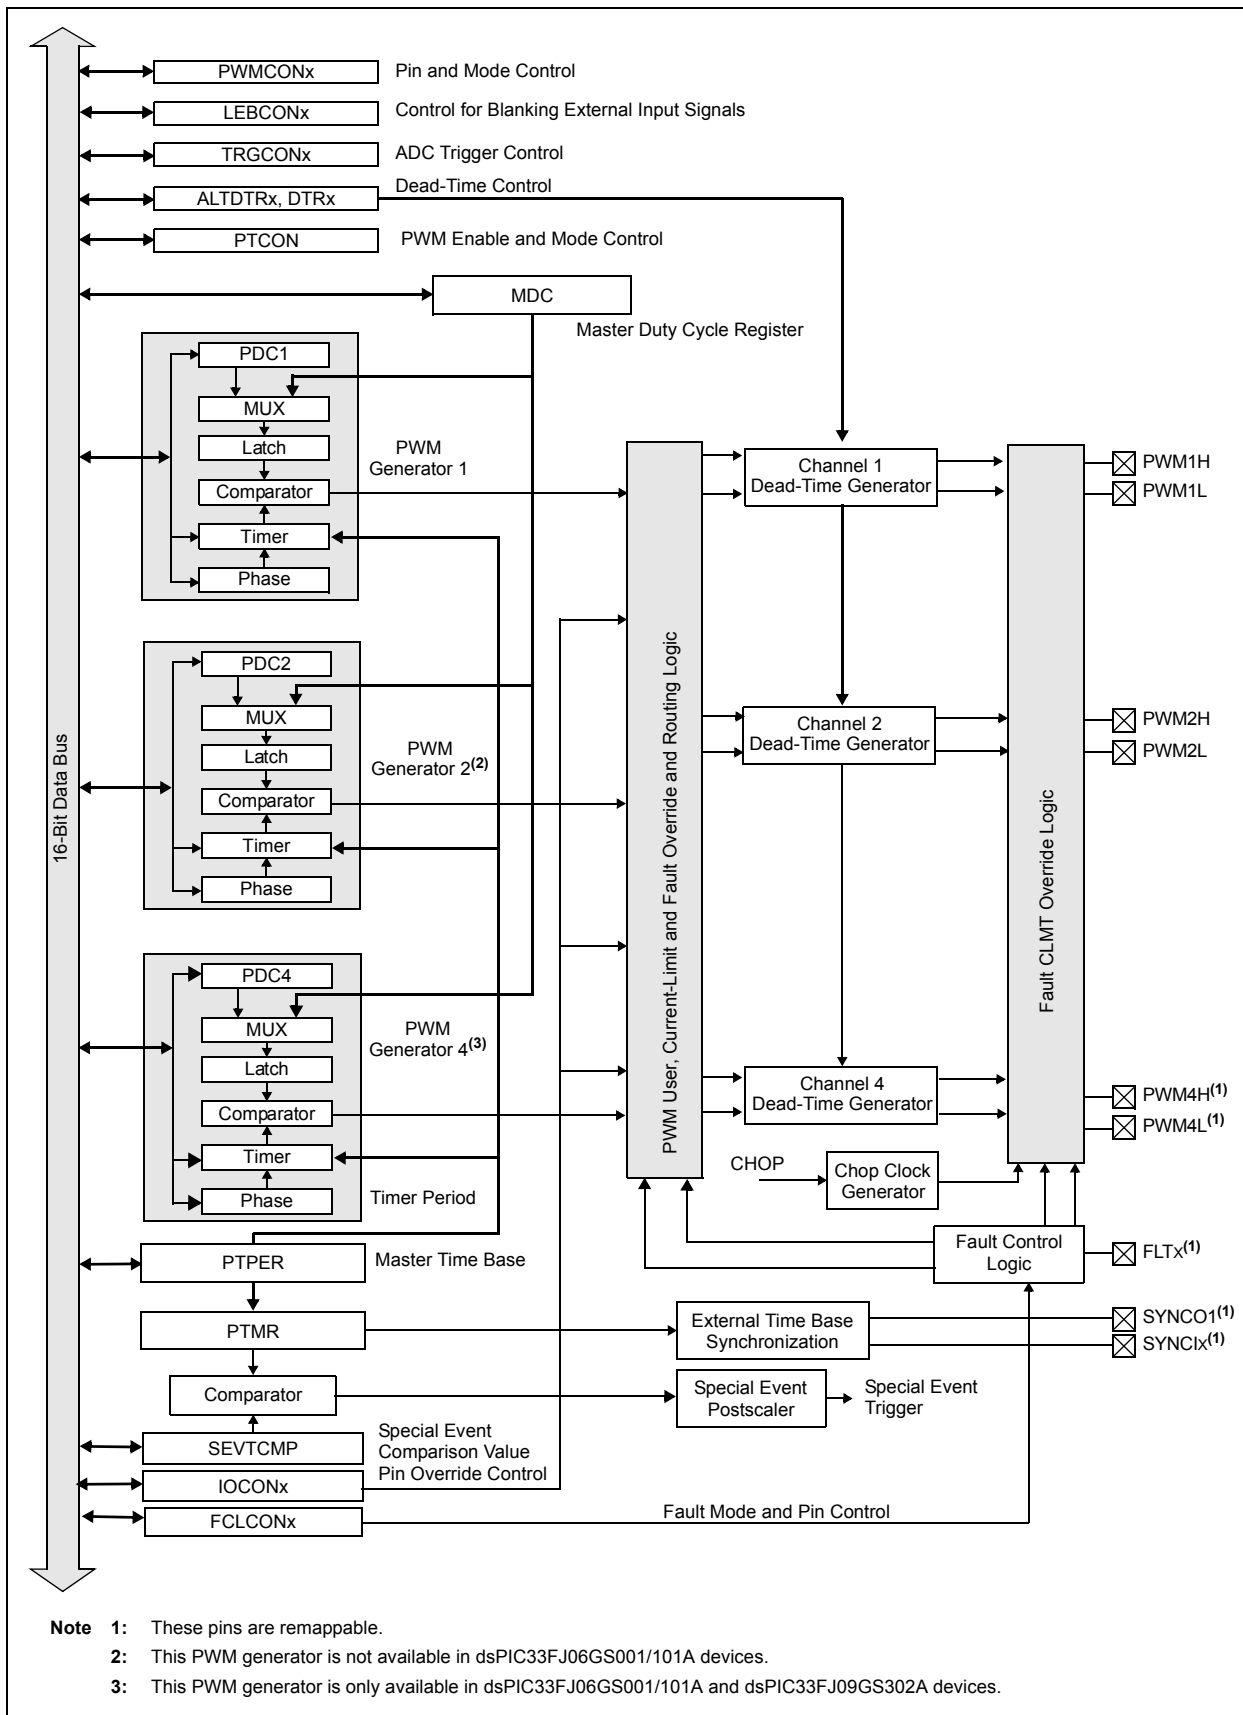 PWMCONx
Pin and Mode Control
LEBCONx
Control for Blanking External Input Signals
TRGCONx
ADC Trigger Control
ALTDTRx, DTRx
Dead-Time Control
PTCON
PWM Enable and Mode Control
MDC
Master Duty Cycle Register
16-Bit Data Bus
PDC1
MUX
Latch
Comparator
Timer
Phase
PWM
Generator 1
PDC2
MUX
Latch
Comparator
Timer
Phase
PWM
Generator 2(2)
PDC4
MUX
Latch
Comparator
Timer
Phase
PWM
Generator 4(3)
Timer Period
PWM User, Current-Limit and Fault Override and Routing Logic
Channel 1
Dead-Time Generator
Channel 2
Dead-Time Generator
Channel 4
Dead-Time Generator
Fault CLMT Override Logic
PWM1H
PWM1L
PWM2H
PWM2L
PWM4H(1)
PWM4L(1)
CHOP
Chop Clock
Generator
PTPER
Master Time Base
Fault Control
Logic
FLTx(1)
PTMR
External Time Base
Synchronization
SYNCO1(1)
SYNCIx(1)
Comparator
Special Event
Postscaler
Special Event
Trigger
SEVTCMP
Special Event
Comparison Value
IOCONx
Pin Override Control
FCLCONx
Fault Mode and Pin Control
Note 1: These pins are remappable.
2: This PWM generator is not available in dsPIC33FJ06GS001/101A devices.
3: This PWM generator is only available in dsPIC33FJ06GS001/101A and dsPIC33FJ09GS302A devices.